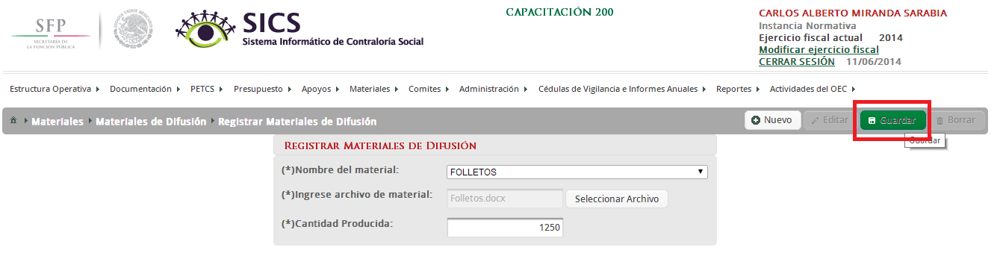 SFP
SECRETARÍA DE
LA FUNCIÓN PÚBLICA
ESTADOS UNIDOS MEXICANOS
SICS
Sistema Informático de Contraloría Social
CAPACITACIÓN 200
CARLOS ALBERTO MIRANDA SARABIA
Instancia Normativa
Ejercicio fiscal actual 2014
Modificar ejercicio fiscal
CERRAR SESIÓN 11/06/2014
Estructura Operativa Documentación PETCS Presupuesto Apoyos Materiales Comites Administración Cédulas de Vigilancia e Informes Anuales Reportes Actividades del OEC
Materiales Materiales de Difusión Registrar Materiales de Difusión Nuevo Editar Guardar Borrar
Guardar
REGISTRAR MATERIALES DE DIFUSIÓN
(*)Nombre del material: FOLLETOS
(*)Ingrese archivo de material: Folletos.docx Seleccionar Archivo
(*)Cantidad Producida: 1250